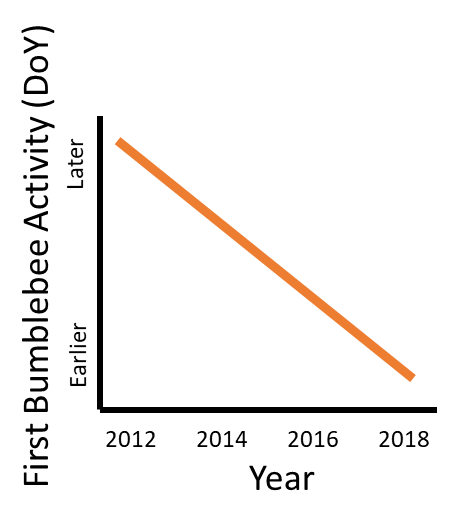 First Bumblebee Activity (DoY)
Later
Earlier
2012 2014 2016 2018
Year